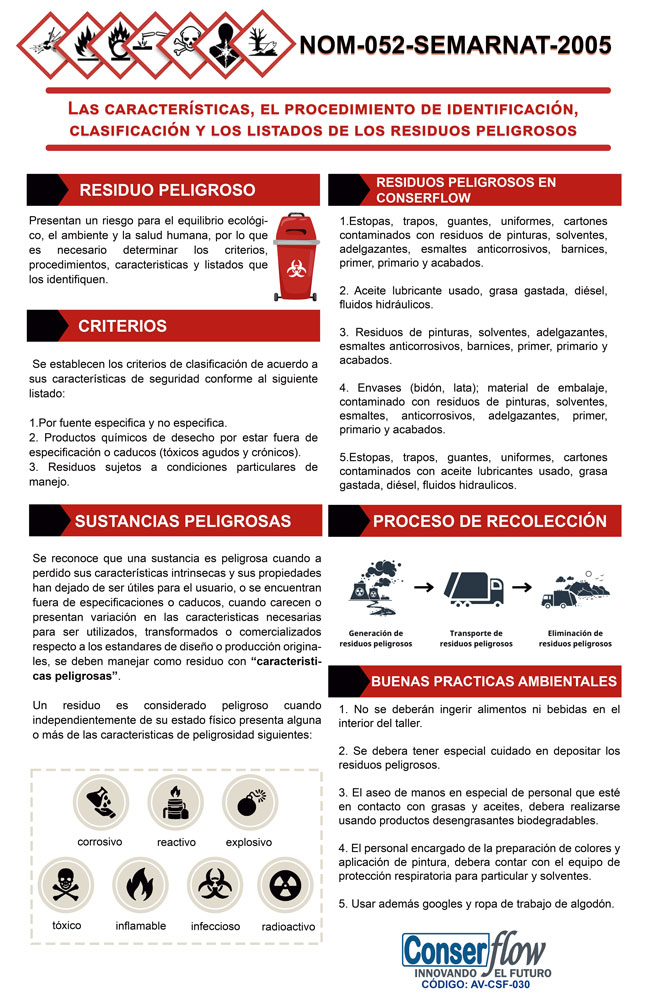 NOM-052-SEMARNAT-2005
LAS CARACTERÍSTICAS, EL PROCEDIMIENTO DE IDENTIFICACIÓN,
CLASIFICACIÓN Y LOS LISTADOS DE LOS RESIDUOS PELIGROSOS
RESIDUO PELIGROSO
Presentan un riesgo para el equilibrio ecológi-
co, el ambiente y la salud humana, por lo que
es necesario determinar los criterios,
procedimientos, caracteristicas y listados que
los identifiquen.
CRITERIOS
Se establecen los criterios de clasificación de acuerdo a
sus características de seguridad conforme al siguiente
listado:
1.Por fuente especifica y no especifica.
2. Productos químicos de desecho por estar fuera de
especificación o caducos (tóxicos agudos y crónicos).
3. Residuos sujetos a condiciones particulares de
manejo.
SUSTANCIAS PELIGROSAS
Se reconoce que una sustancia es peligrosa cuando a
perdido sus características intrinsecas y sus propiedades
han dejado de ser útiles para el usuario, o se encuentran
fuera de especificaciones o caducos, cuando carecen o
presentan variación en las caracteristicas necesarias
para ser utilizados, transformados o comercializados
respecto a los estandares de diseño o producción origina-
les, se deben manejar como residuo con “caracteristi-
cas peligrosas”.
Un residuo es considerado peligroso cuando
independientemente de su estado físico presenta alguna
o más de las caracteristicas de peligrosidad siguientes:
corrosivo
reactivo
explosivo
tóxico
inflamable
infeccioso
radioactivo
RESIDUOS PELIGROSOS EN
CONSERFLOW
1.Estopas, trapos, guantes, uniformes, cartones
contaminados con residuos de pinturas, solventes,
adelgazantes, esmaltes anticorrosivos, barnices,
primer, primario y acabados.
2. Aceite lubricante usado, grasa gastada, diésel,
fluidos hidráulicos.
3. Residuos de pinturas, solventes, adelgazantes,
esmaltes anticorrosivos, barnices, primer, primario y
acabados.
4. Envases (bidón, lata); material de embalaje,
contaminado con residuos de pinturas, solventes,
esmaltes, anticorrosivos, adelgazantes, primer,
primario y acabados.
5.Estopas, trapos, guantes, uniformes, cartones
contaminados con aceite lubricantes usado, grasa
gastada, diésel, fluidos hidraulicos.
PROCESO DE RECOLECCIÓN
Generación de
residuos peligrosos
Transporte de
residuos peligrosos
Eliminación de
residuos peligrosos
BUENAS PRACTICAS AMBIENTALES
1. No se deberán ingerir alimentos ni bebidas en el
interior del taller.
2. Se debera tener especial cuidado en depositar los
residuos peligrosos.
3. El aseo de manos en especial de personal que esté
en contacto con grasas y aceites, debera realizarse
usando productos desengrasantes biodegradables.
4. El personal encargado de la preparación de colores y
aplicación de pintura, debera contar con el equipo de
protección respiratoria para particular y solventes.
5. Usar además googles y ropa de trabajo de algodón.
Conserflow
INNOVANDO EL FUTURO
CÓDIGO: AV-CSF-030